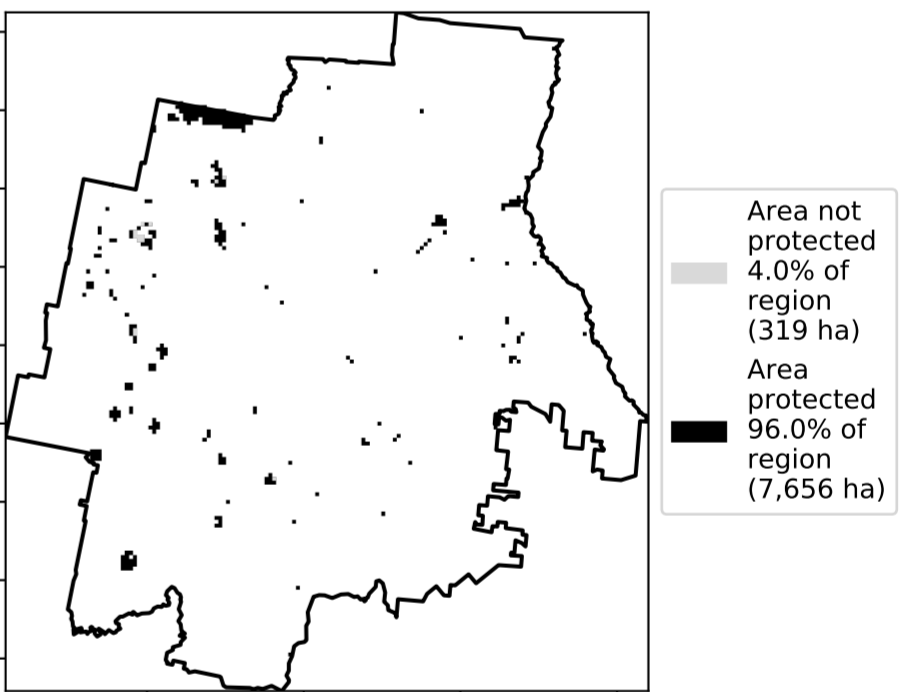 Area not
protected
4.0% of
region
(319 ha)
Area
protected
96.0% of
region
(7,656 ha)